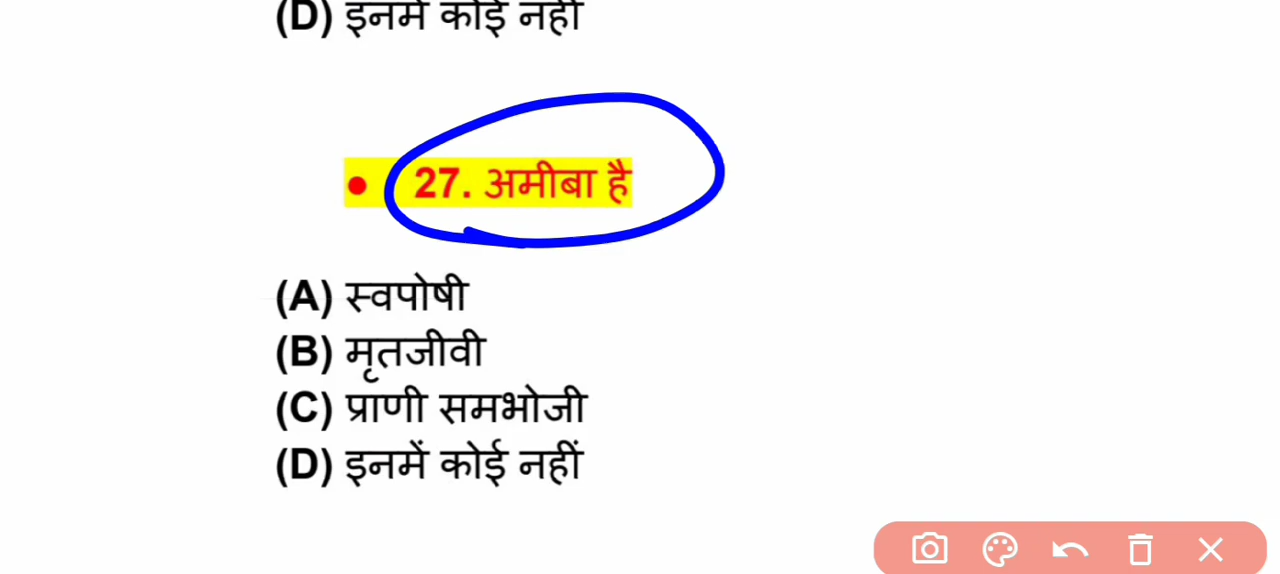 (D) इनमें कोई नहीं
27. अमीबा है
(A) स्वपोषी
(B) मृतजीवी
(C) प्राणी समभोजी
(D) इनमें कोई नहीं